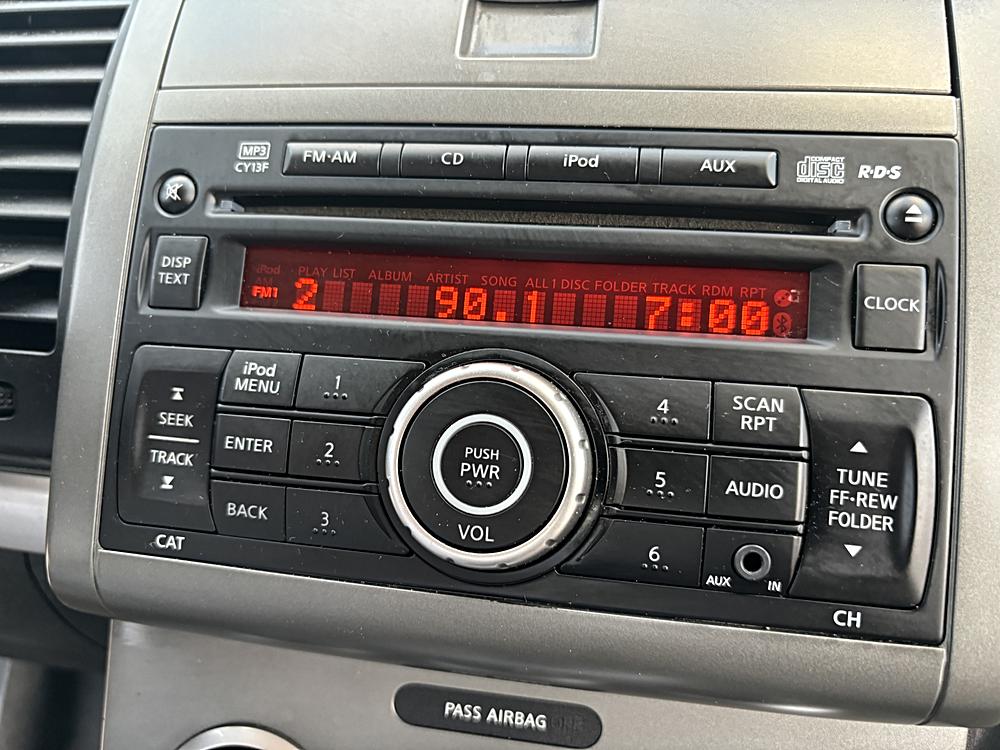 MP3
CY13F
FM·AM
CD
iPod
AUX
COMPACT
disc
DIGITAL AUDIO
R·D·S
DISP
TEXT
iPod PLAY LIST ALBUM ARTIST SONG ALL 1 DISC FOLDER TRACK RDM RPT
AM
FM1 2 90.1 7:00
CLOCK
SEEK
TRACK
CAT
iPod
MENU
ENTER
BACK
1
2
3
PUSH
PWR
VOL
4
5
6
SCAN
RPT
AUDIO
AUX IN
TUNE
FF·REW
FOLDER
CH
PASS AIRBAG OFF